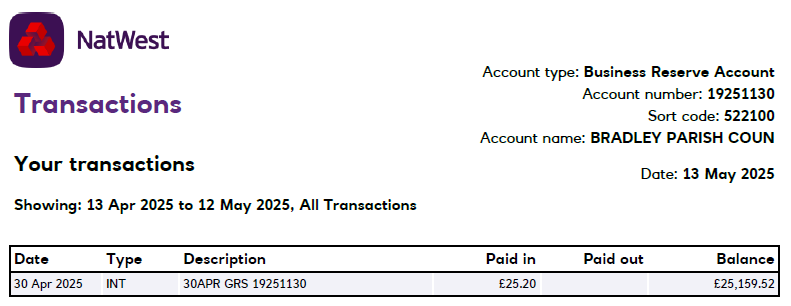 NatWest
Account type: Business Reserve Account
Account number: 19251130
Sort code: 522100
Account name: BRADLEY PARISH COUN
Date: 13 May 2025
Transactions
Your transactions
Showing: 13 Apr 2025 to 12 May 2025, All Transactions
Date Type Description Paid in Paid out Balance
30 Apr 2025 INT 30APR GRS 19251130 £25.20 £25,159.52